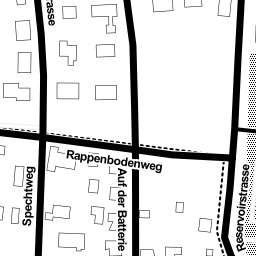 rasse
Rappenbodenweg
Spechtweg
Auf der Batterie
Reservoirstrasse